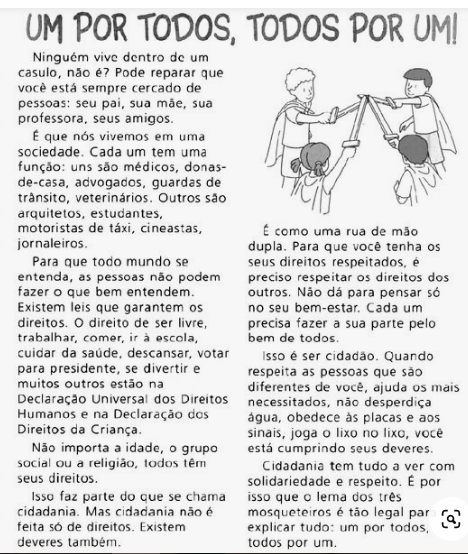 UM POR TODOS, TODOS POR UM!
Ninguém vive dentro de um
casulo, não é? Pode reparar que
você está sempre cercado de
pessoas: seu pai, sua mãe, sua
professora, seus amigos.
É que nós vivemos em uma
sociedade. Cada um tem uma
função: uns são médicos, donas-
de-casa, advogados, guardas de
trânsito, veterinários. Outros são
arquitetos, estudantes,
motoristas de táxi, cineastas,
jornaleiros.
Para que todo mundo se
entenda, as pessoas não podem
fazer o que bem entendem.
Existem leis que garantem os
direitos. O direito de ser livre,
trabalhar, comer, ir à escola,
cuidar da saúde, descansar, votar
para presidente, se divertir e
muitos outros estão na
Declaração Universal dos Direitos
Humanos e na Declaração dos
Direitos da Criança.
Não importa a idade, o grupo
social ou a religião, todos têm
seus direitos.
Isso faz parte do que se chama
cidadania. Mas cidadania não é
feita só de direitos. Existem
deveres também.
É como uma rua de mão
dupla. Para que você tenha os
seus direitos respeitados, é
preciso respeitar os direitos dos
outros. Não dá para pensar só
no seu bem-estar. Cada um
precisa fazer a sua parte pelo
bem de todos.
Isso é ser cidadão. Quando
respeita as pessoas que são
diferentes de você, ajuda os mais
necessitados, não desperdiça
água, obedece às placas e aos
sinais, joga o lixo no lixo, você
está cumprindo seus deveres.
Cidadania tem tudo a ver com
solidariedade e respeito. É por
isso que o lema dos três
mosqueteiros é tão legal par
explicar tudo: um por todos,
todos por um.